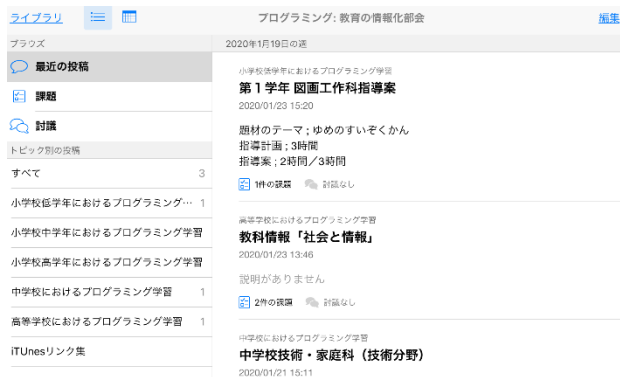 ライブラリ
プログラミング: 教育の情報化部会
編集
ブラウズ
最近の投稿
課題
討議
トピック別の投稿
すべて 3
小学校低学年におけるプログラミング… 1
小学校中学年におけるプログラミング学習
小学校高学年におけるプログラミング学習
中学校におけるプログラミング学習 1
高等学校におけるプログラミング学習 1
iTunesリンク集
2020年1月19日の週
小学校低学年におけるプログラミング学習
第1学年 図画工作科指導案
2020/01/23 15:20
題材のテーマ ; ゆめのすいぞくかん
指導計画 ; 3時間
指導案 ; 2時間／3時間
1件の課題 討議なし
高等学校におけるプログラミング学習
教科情報「社会と情報」
2020/01/23 13:46
説明がありません
2件の課題 討議なし
中学校におけるプログラミング学習
中学校技術・家庭科（技術分野）
2020/01/21 15:11